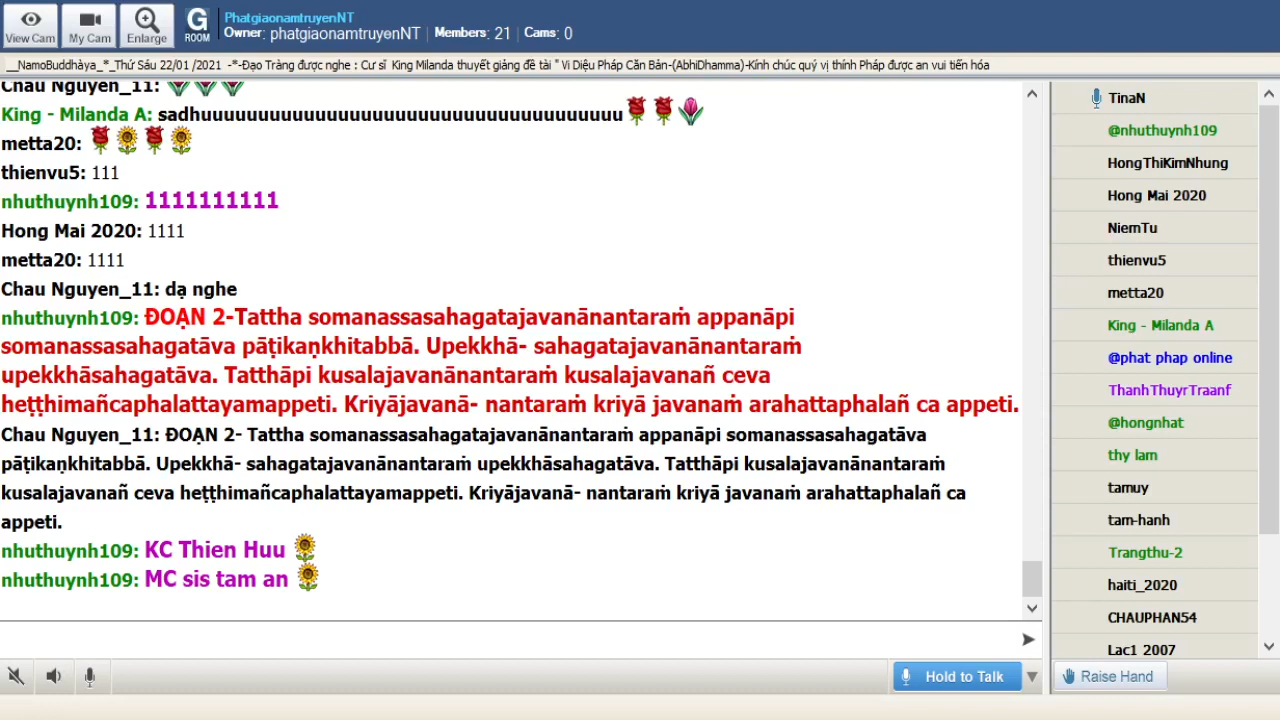 View Cam
My Cam
Enlarge
G
ROOM
PhatgiaonamtruyenNT
Owner: phatgiaonamtruyenNT | Members: 21 | Cams: 0
__NamoBuddhàya_*_Thứ Sáu 22/01 /2021 -*-Đạo Tràng được nghe : Cư sĩ King Milanda thuyết giảng đề tài " Vi Diệu Pháp Căn Bản-(AbhiDhamma)-Kính chúc quý vị thính Pháp được an vui tiến hóa
Chau Nguyen_11:
King - Milanda A: sadhuuuuuuuuuuuuuuuuuuuuuuuuuuuuuuuuuuuuu
metta20:
thienvu5: 111
nhuthuynh109: 1111111111
Hong Mai 2020: 1111
metta20: 1111
Chau Nguyen_11: dạ nghe
nhuthuynh109: ĐOẠN 2-Tattha somanassasahagatajavanānantaraṁ appanāpi
somanassasahagatāva pāṭikaṇkhitabbā. Upekkhā- sahagatajavanānantaraṁ
upekkhāsahagatāva. Tatthāpi kusalajavanānantaraṁ kusalajavanañ ceva
heṭṭhimañcaphalattayamappeti. Kriyājavanā- nantaraṁ kriyā javanaṁ arahattaphalañ ca appeti.
Chau Nguyen_11: ĐOẠN 2- Tattha somanassasahagatajavanānantaraṁ appanāpi somanassasahagatāva
pāṭikaṇkhitabbā. Upekkhā- sahagatajavanānantaraṁ upekkhāsahagatāva. Tatthāpi kusalajavanānantaraṁ
kusalajavanañ ceva heṭṭhimañcaphalattayamappeti. Kriyājavanā- nantaraṁ kriyā javanaṁ arahattaphalañ ca
appeti.
nhuthuynh109: KC Thien Huu
nhuthuynh109: MC sis tam an
Hold to Talk
TinaN
@nhuthuynh109
HongThiKimNhung
Hong Mai 2020
NiemTu
thienvu5
metta20
King - Milanda A
@phat phap online
ThanhThuyrTraanf
@hongnhat
thy lam
tamuy
tam-hanh
Trangthu-2
haiti_2020
CHAUPHAN54
Lac1 2007
Raise Hand